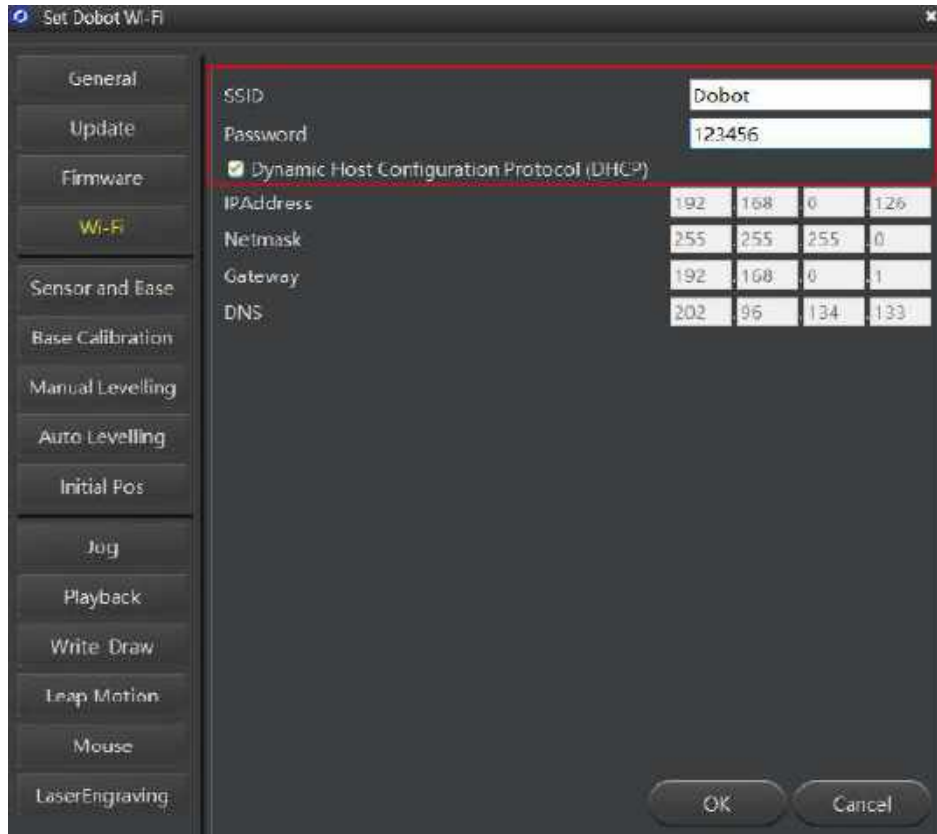 Set Dobot Wi-Fi
General
Update
Firmware
Wi-Fi
Sensor and Ease
Base Calibration
Manual Levelling
Auto Levelling
Initial Pos
Jog
Playback
Write Draw
Leap Motion
Mouse
LaserEngraving
SSID Dobot
Password 123456
Dynamic Host Configuration Protocol (DHCP)
IPAddress 192 .168 .0 .126
Netmask 255 .255 .255 .0
Gateway 192 .168 .0 .1
DNS 202 .96 .134 .133
OK Cancel